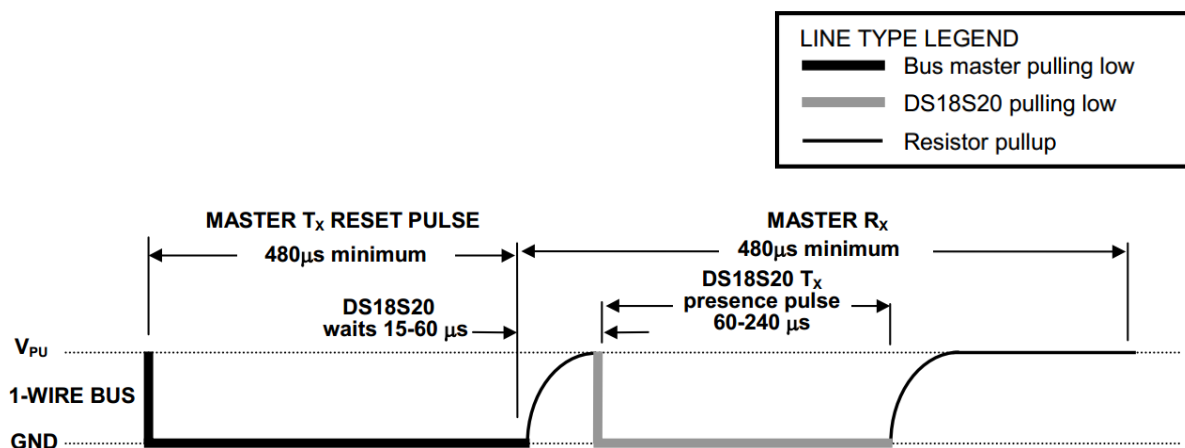 LINE TYPE LEGEND
Bus master pulling low
DS18S20 pulling low
Resistor pullup
MASTER TX RESET PULSE
480μs minimum
MASTER RX
480μs minimum
DS18S20
waits 15-60 μs
DS18S20 TX
presence pulse
60-240 μs
VPU
1-WIRE BUS
GND